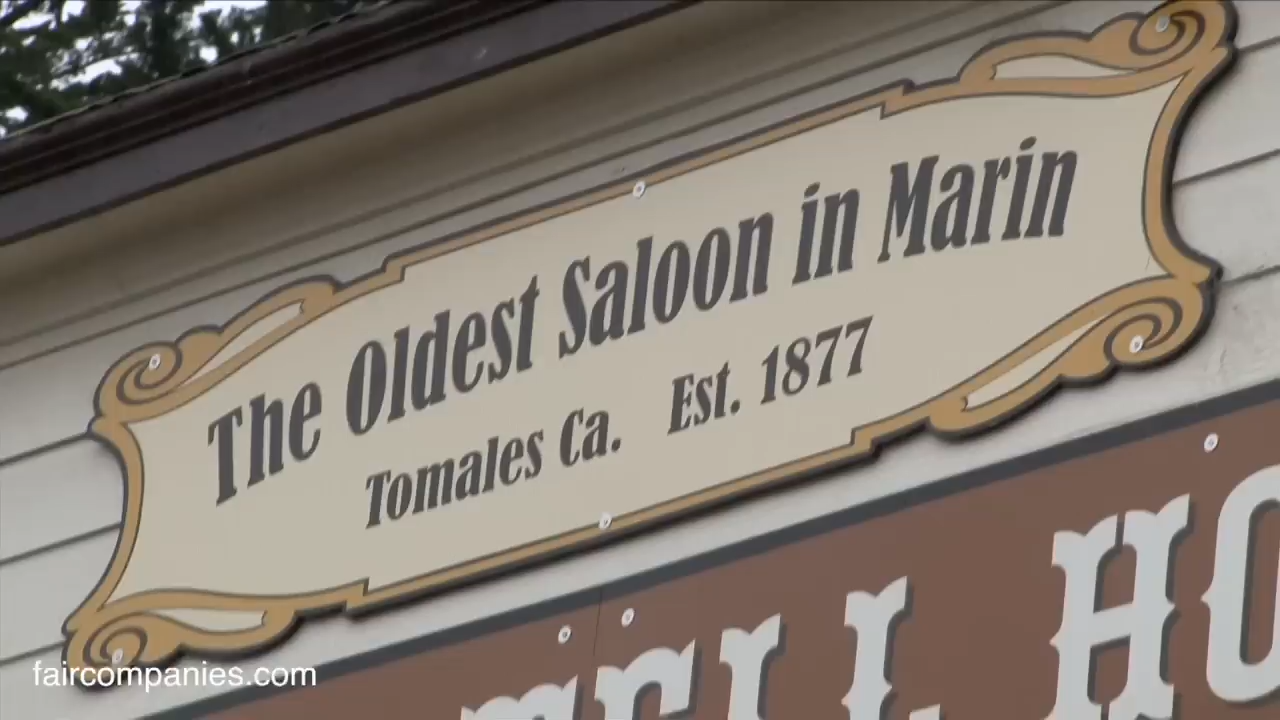 The Oldest Saloon in Marin
Tomales Ca. Est. 1877
faircompanies.com